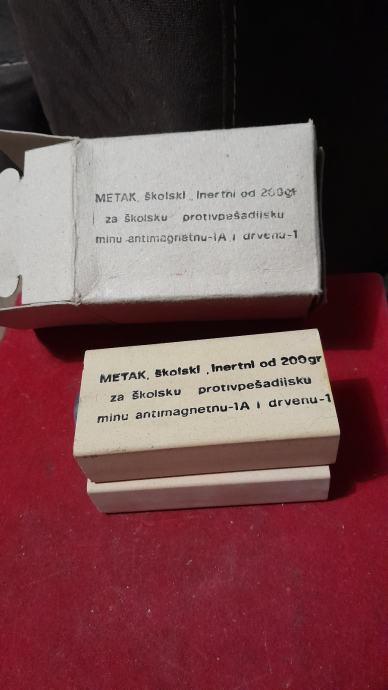 METAK, školski, inertni od 200gr
za školsku protivpešadijsku
minu antimagnetnu-1A i drvenu-1
METAK, školski, inertni od 200gr
za školsku protivpešadijsku
minu antimagnetnu-1A i drvenu-1